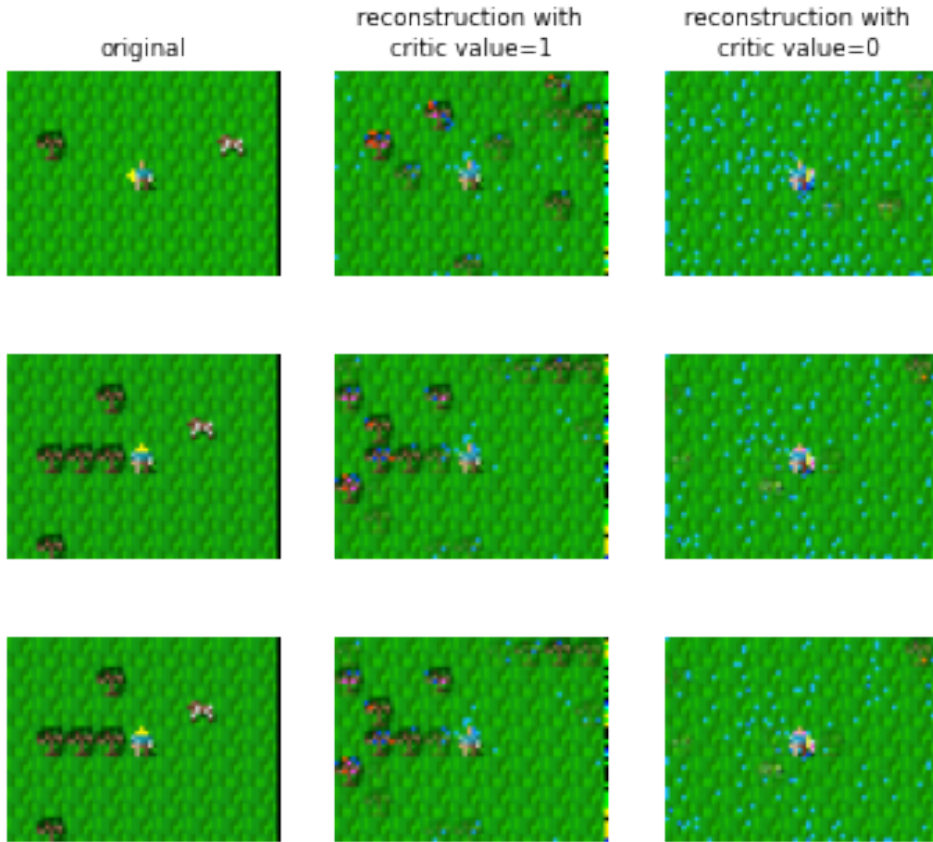 original
reconstruction with
critic value=1
reconstruction with
critic value=0